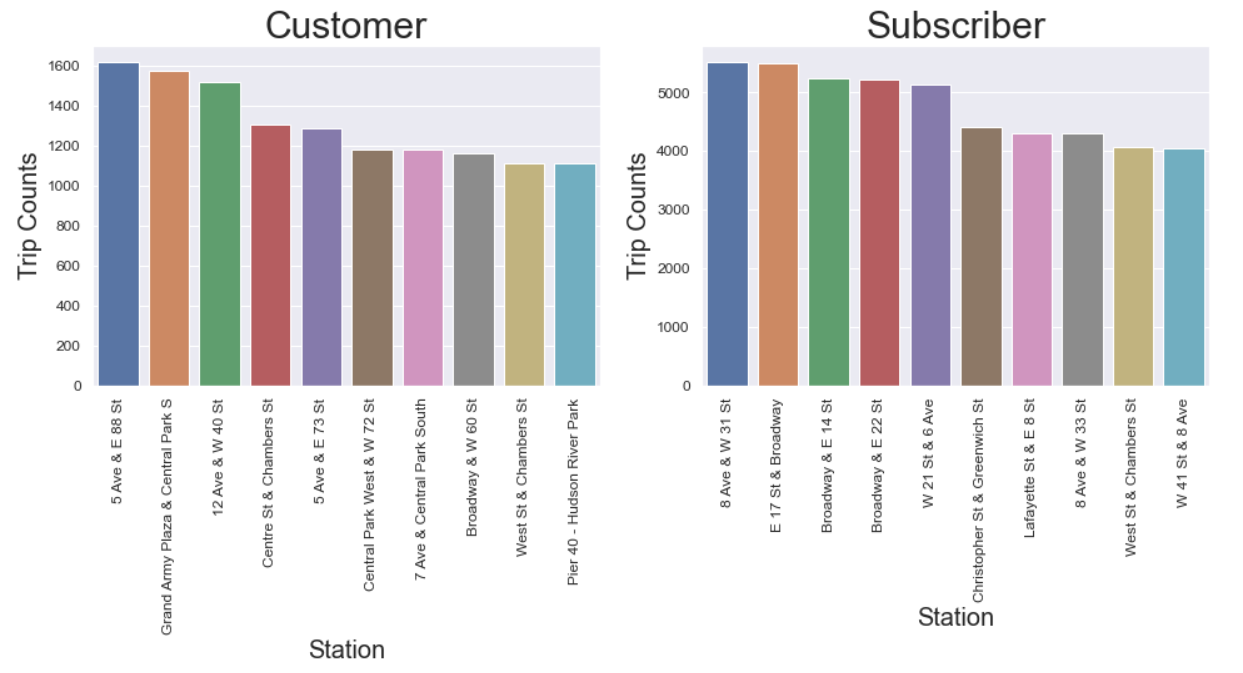 Customer
Trip Counts
1600
1400
1200
1000
800
600
400
200
0
5 Ave & E 88 St
Grand Army Plaza & Central Park S
12 Ave & W 40 St
Centre St & Chambers St
5 Ave & E 73 St
Central Park West & W 72 St
7 Ave & Central Park South
Broadway & W 60 St
West St & Chambers St
Pier 40 - Hudson River Park
Station
Subscriber
Trip Counts
5000
4000
3000
2000
1000
0
8 Ave & W 31 St
E 17 St & Broadway
Broadway & E 14 St
Broadway & E 22 St
W 21 St & 6 Ave
Christopher St & Greenwich St
Lafayette St & E 8 St
8 Ave & W 33 St
West St & Chambers St
W 41 St & 8 Ave
Station